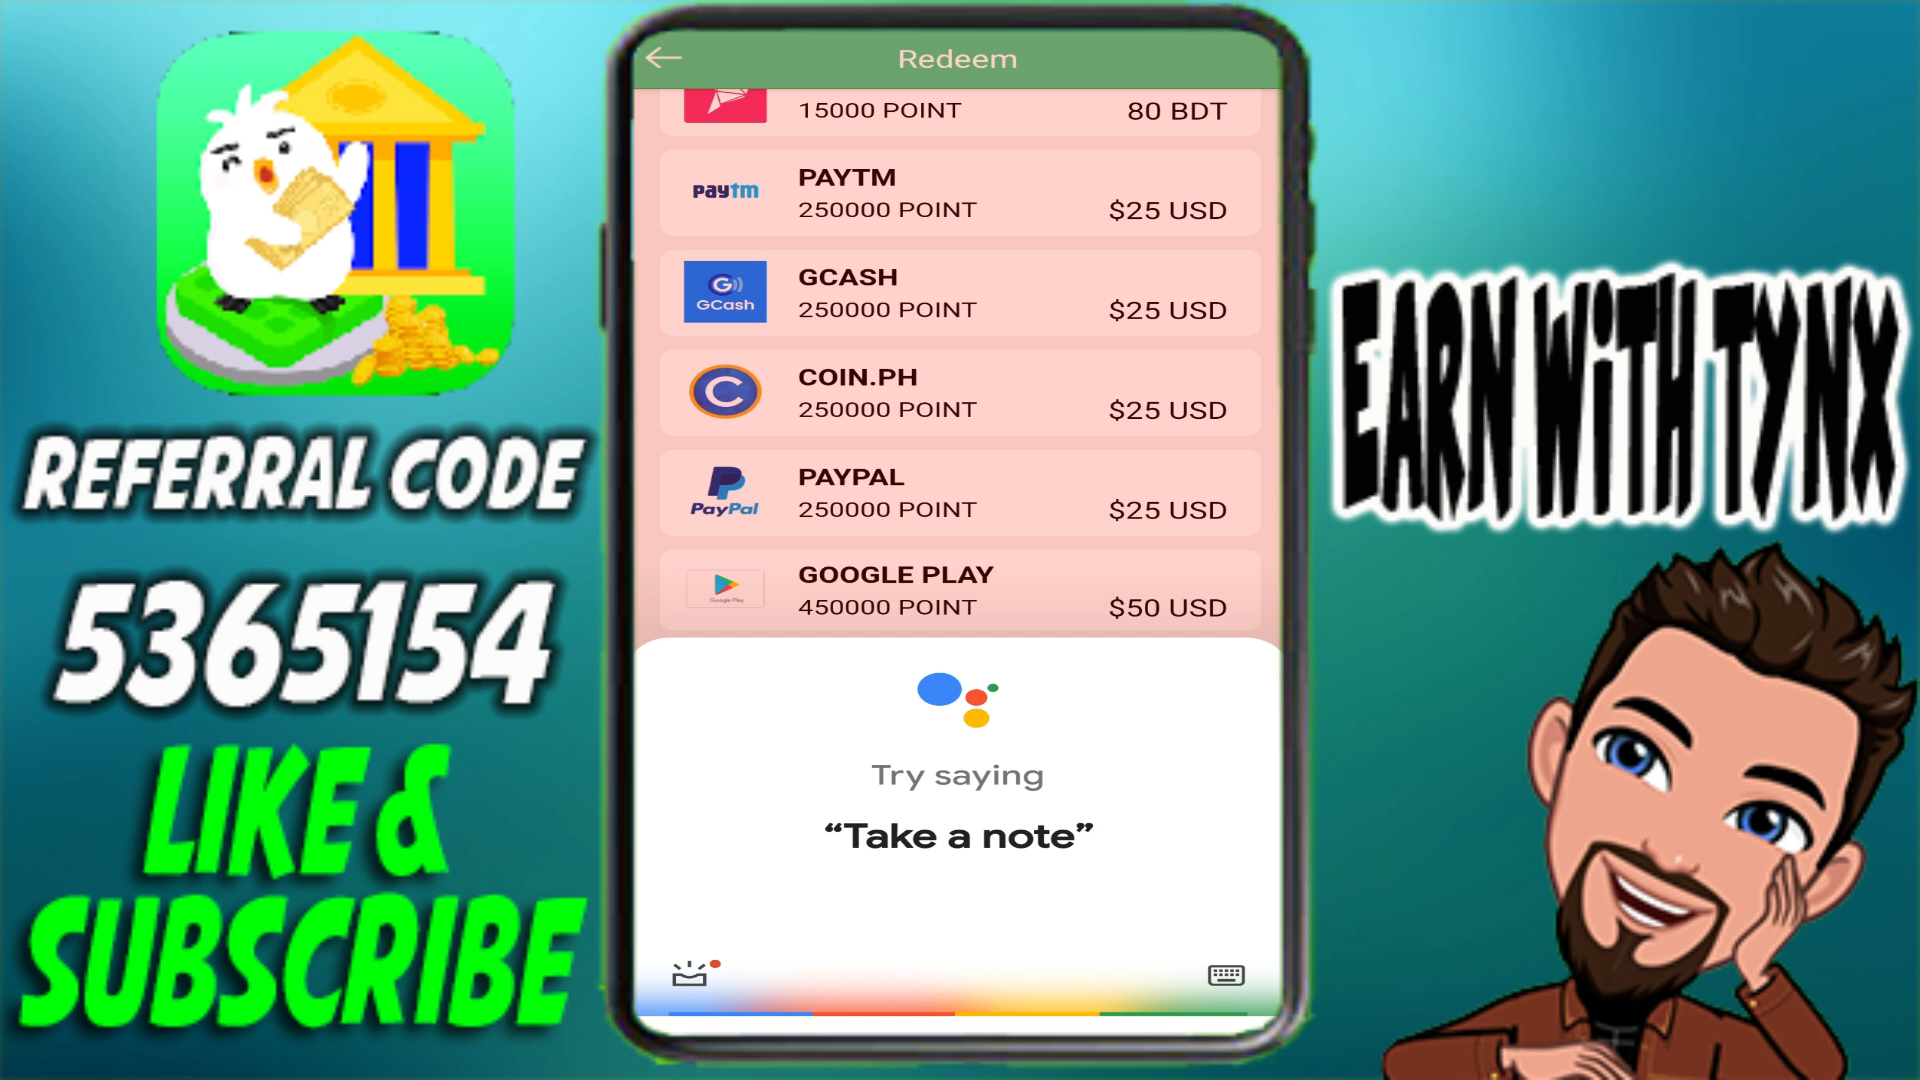 REFERRAL CODE
5365154
LIKE &
SUBSCRIBE
Redeem
15000 POINT 80 BDT
paytm
PAYTM
250000 POINT $25 USD
G
GCash
GCASH
250000 POINT $25 USD
C
COIN.PH
250000 POINT $25 USD
PayPal
PAYPAL
250000 POINT $25 USD
Google Play
GOOGLE PLAY
450000 POINT $50 USD
Try saying
“Take a note”
EARN WiTH TYNX